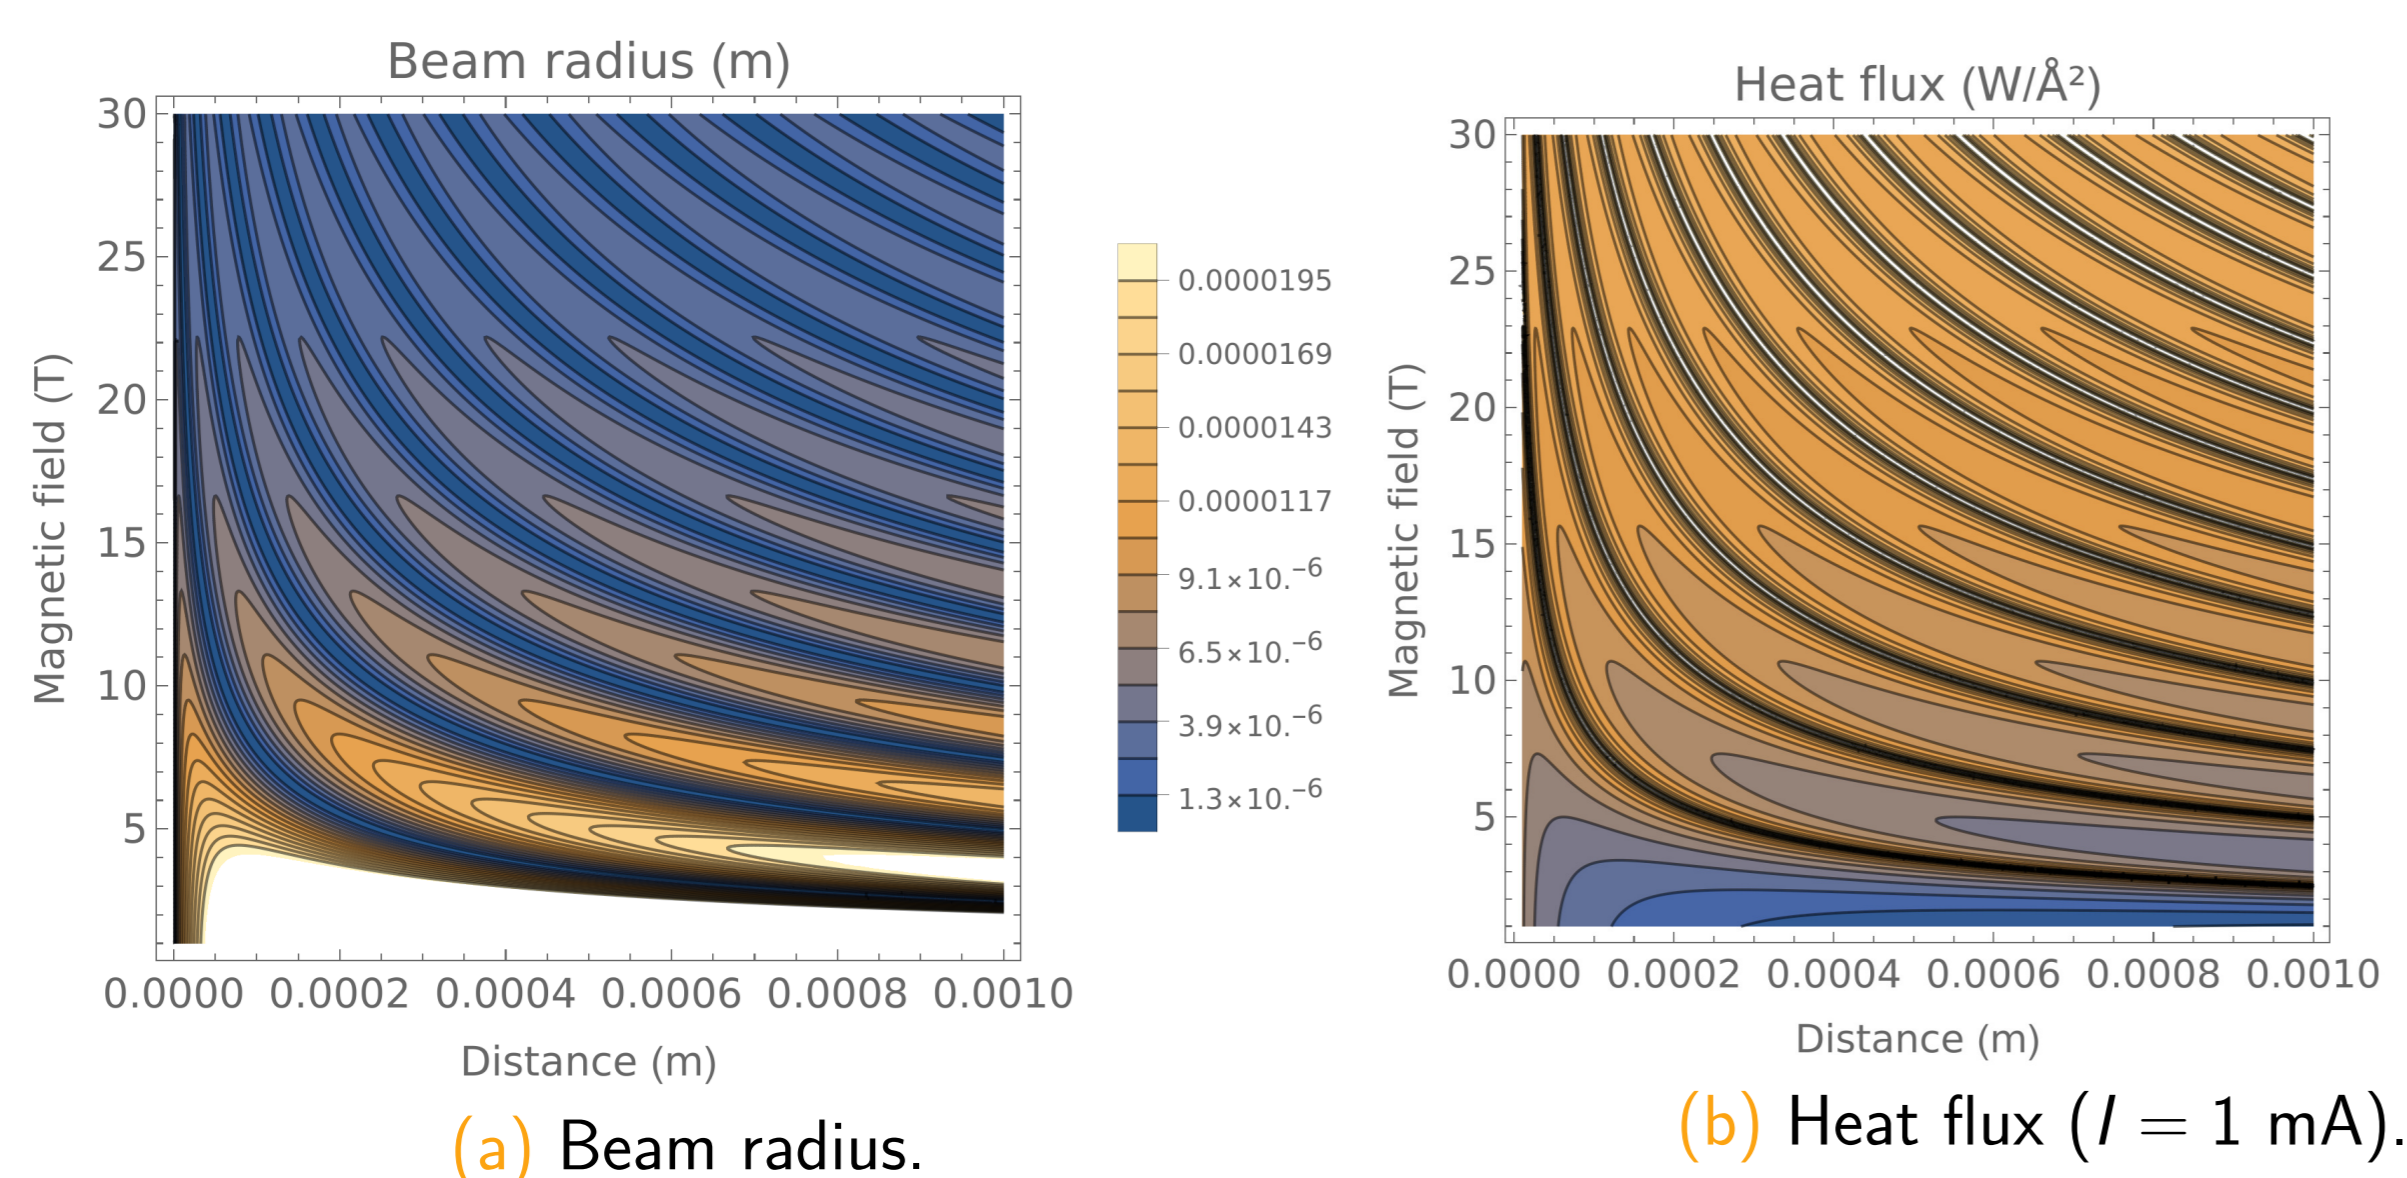 Beam radius (m)
30
25
20
15
10
5
Magnetic field (T)
0.0000 0.0002 0.0004 0.0006 0.0008 0.0010
Distance (m)
0.0000195
0.0000169
0.0000143
0.0000117
9.1×10.⁻⁶
6.5×10.⁻⁶
3.9×10.⁻⁶
1.3×10.⁻⁶
(a) Beam radius.
Heat flux (W/Å²)
30
25
20
15
10
5
Magnetic field (T)
0.0000 0.0002 0.0004 0.0006 0.0008 0.0010
Distance (m)
(b) Heat flux (I = 1 mA).